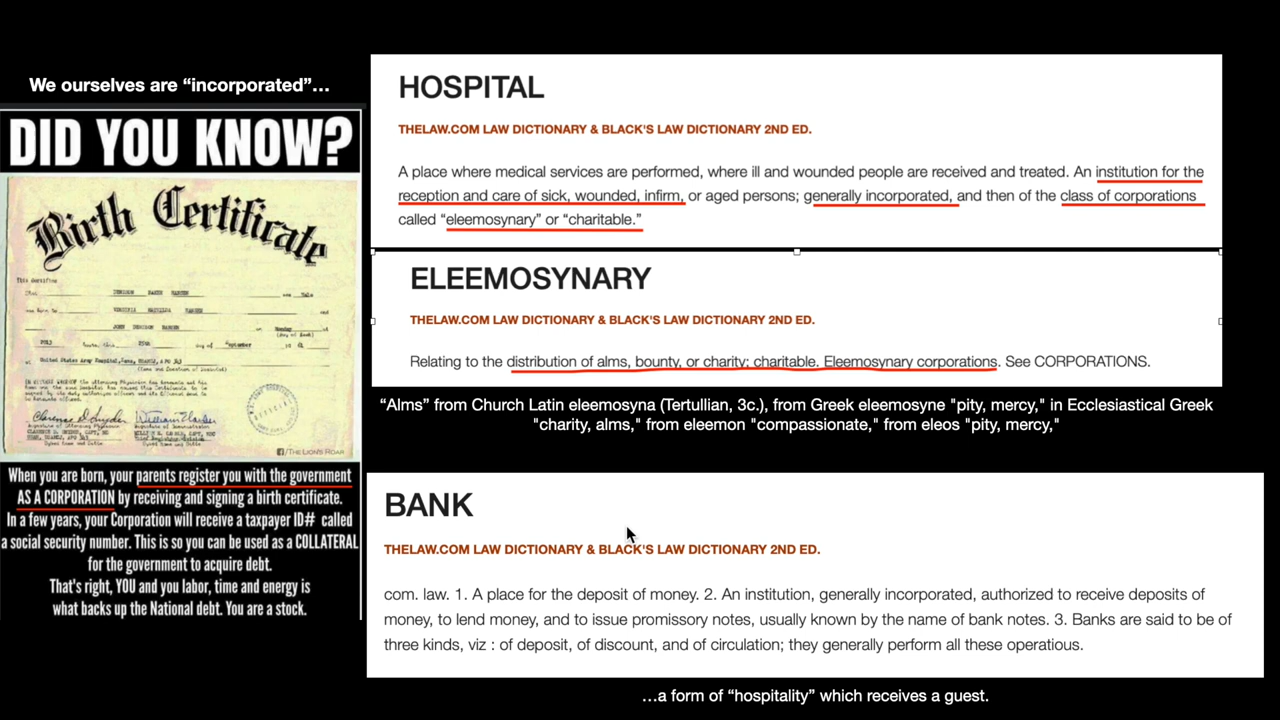 We ourselves are “incorporated”…
DID YOU KNOW?
Birth Certificate
This Certifies
United States Army Hospital,
/THE LION'S ROAR
When you are born, your parents register you with the government
AS A CORPORATION by receiving and signing a birth certificate.
In a few years, your Corporation will receive a taxpayer ID# called
a social security number. This is so you can be used as a COLLATERAL
for the government to acquire debt.
That's right, YOU and you labor, time and energy is
what backs up the National debt. You are a stock.
HOSPITAL
THELAW.COM LAW DICTIONARY & BLACK'S LAW DICTIONARY 2ND ED.
A place where medical services are performed, where ill and wounded people are received and treated. An institution for the
reception and care of sick, wounded, infirm, or aged persons; generally incorporated, and then of the class of corporations
called “eleemosynary” or “charitable.”
ELEEMOSYNARY
THELAW.COM LAW DICTIONARY & BLACK'S LAW DICTIONARY 2ND ED.
Relating to the distribution of alms, bounty, or charity; charitable. Eleemosynary corporations. See CORPORATIONS.
“Alms” from Church Latin eleemosyna (Tertullian, 3c.), from Greek eleemosyne "pity, mercy," in Ecclesiastical Greek
"charity, alms," from eleemon "compassionate," from eleos "pity, mercy,"
BANK
THELAW.COM LAW DICTIONARY & BLACK'S LAW DICTIONARY 2ND ED.
com. law. 1. A place for the deposit of money. 2. An institution, generally incorporated, authorized to receive deposits of
money, to lend money, and to issue promissory notes, usually known by the name of bank notes. 3. Banks are said to be of
three kinds, viz : of deposit, of discount, and of circulation; they generally perform all these operatious.
…a form of “hospitality” which receives a guest.